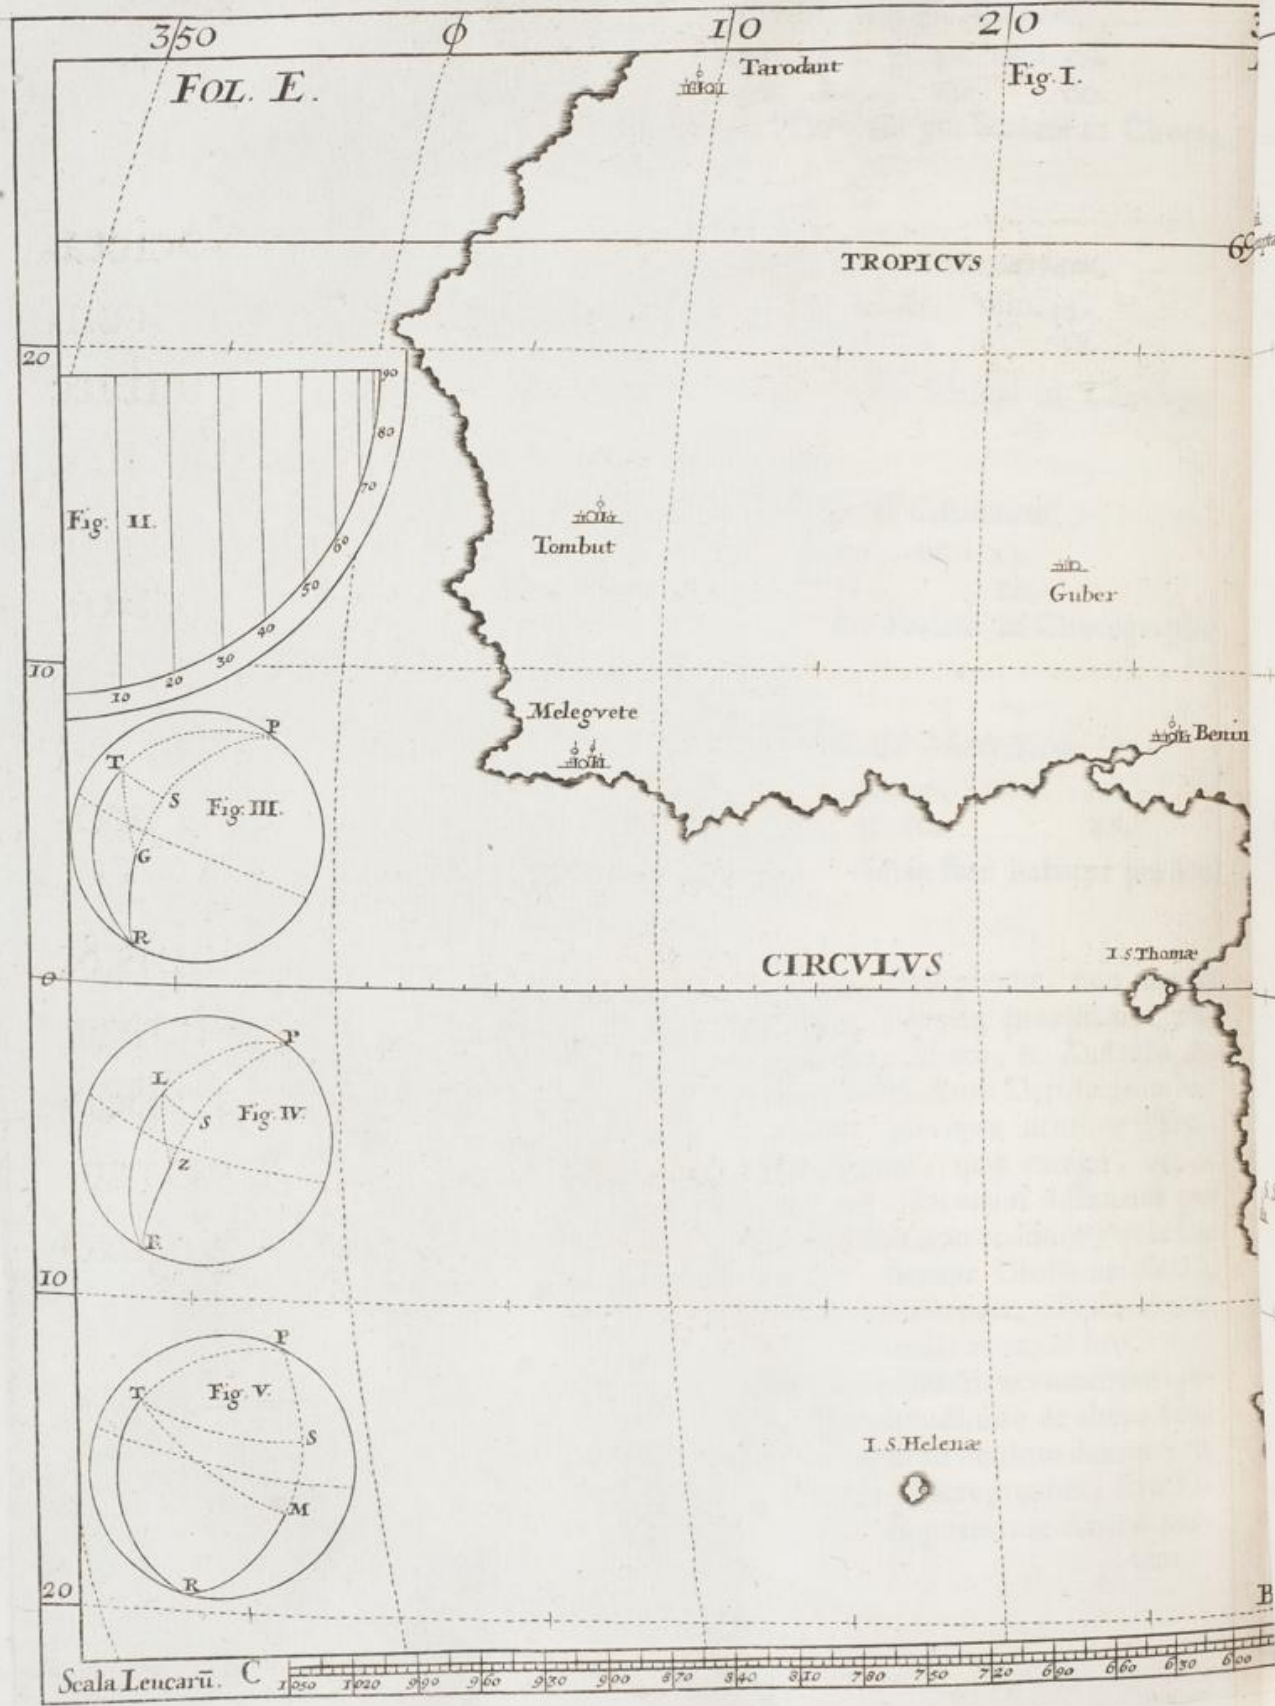 350 0 10 20
FOL. E.
Tarodant
Fig. I.
TROPICVS
20
90
80
70
60
50
40
30
20
10
Fig. II.
Tombut
Guber
10
Melegvete
Benin
P
T
S
Fig. III.
G
R
0
CIRCVLVS
I. S. Thomæ
P
L
S
Fig. IV.
Z
R
10
P
T
Fig. V.
S
M
R
I. S. Helenæ
20
B
Scala Leucarū. C 1050 1020 990 960 930 900 870 840 810 780 750 720 690 660 630 600